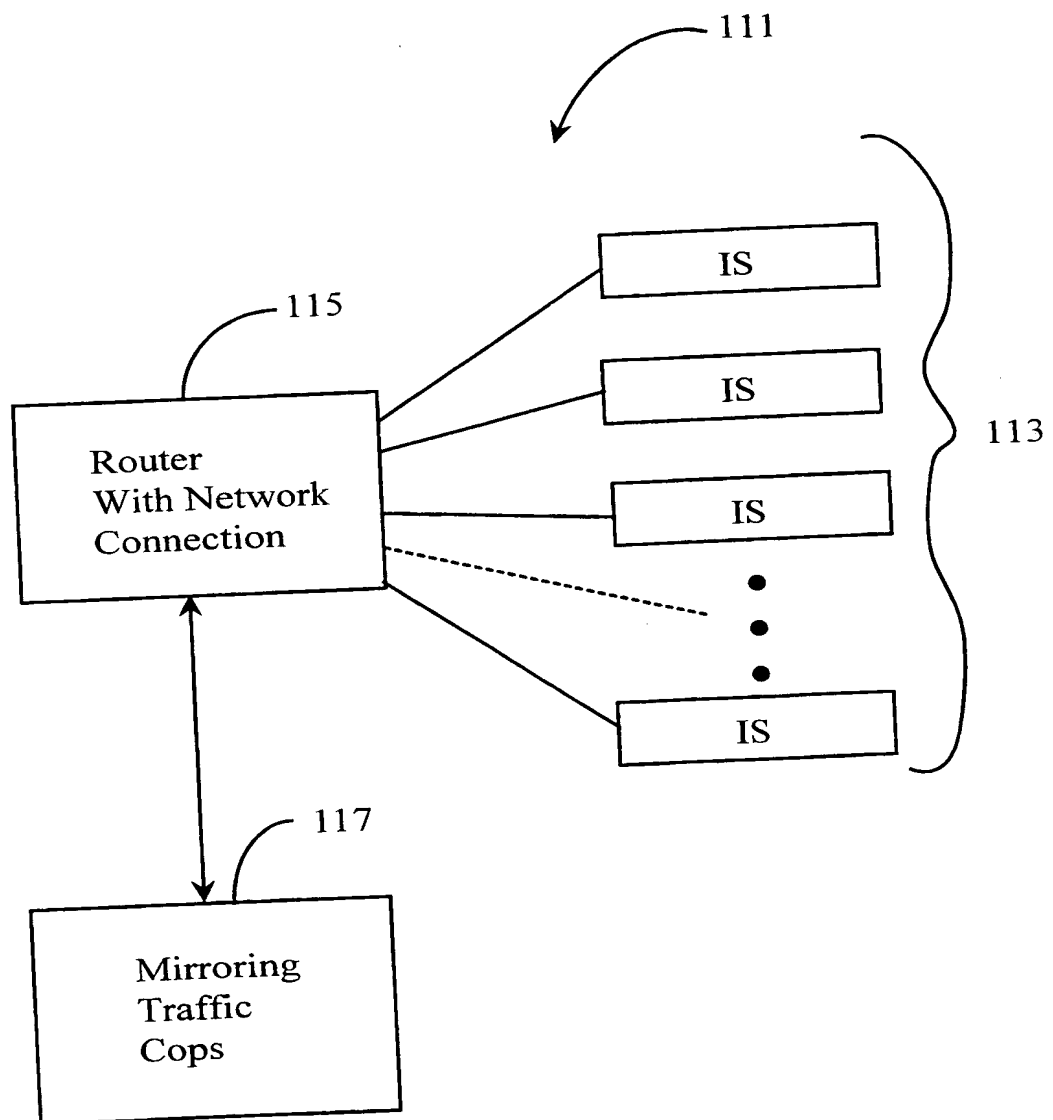 111
IS
115
IS
113
Router
With Network
Connection
IS
IS
117
Mirroring
Traffic
Cops